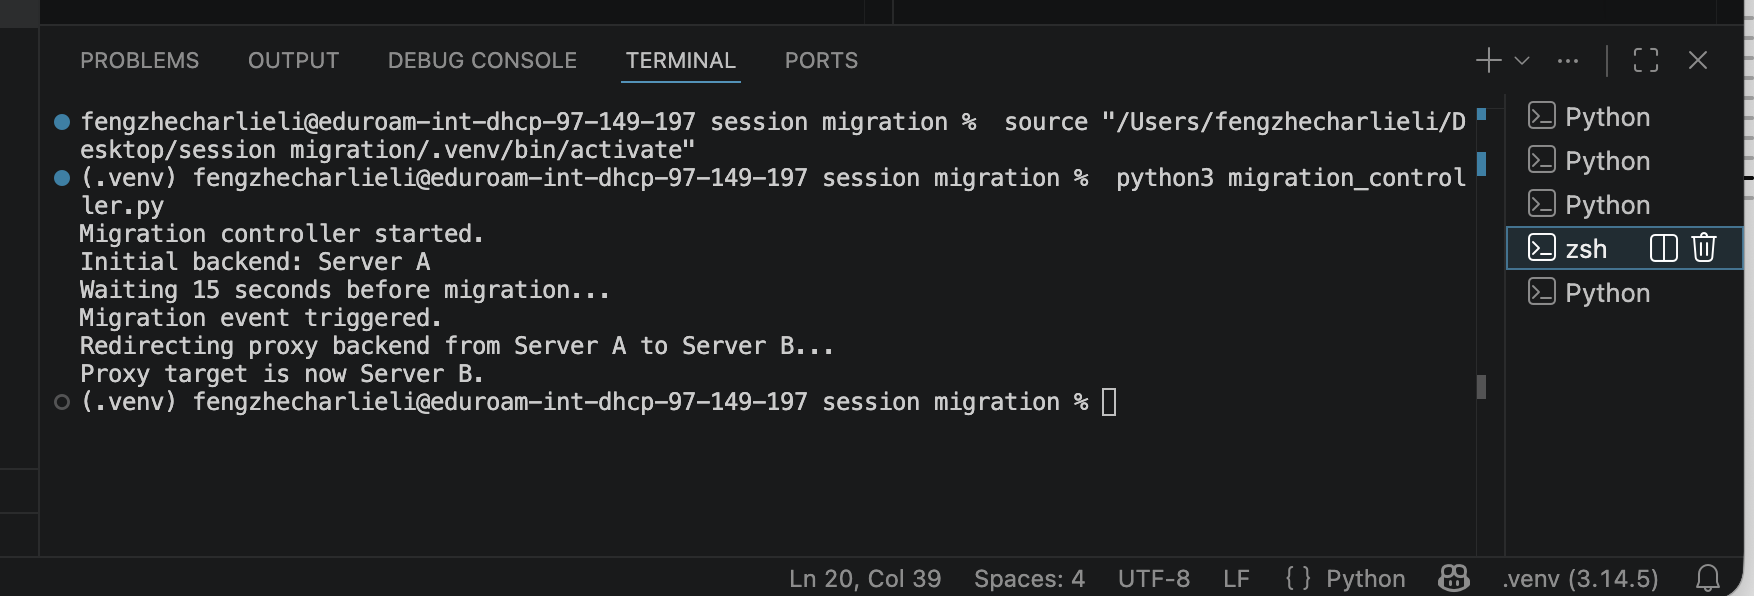 PROBLEMS OUTPUT DEBUG CONSOLE TERMINAL PORTS
fengzhecharlieli@eduroam-int-dhcp-97-149-197 session migration %  source "/Users/fengzhecharlieli/D
esktop/session migration/.venv/bin/activate"
(.venv) fengzhecharlieli@eduroam-int-dhcp-97-149-197 session migration %  python3 migration_control
ler.py
Migration controller started.
Initial backend: Server A
Waiting 15 seconds before migration...
Migration event triggered.
Redirecting proxy backend from Server A to Server B...
Proxy target is now Server B.
(.venv) fengzhecharlieli@eduroam-int-dhcp-97-149-197 session migration %
Python
Python
Python
zsh
Python
Ln 20, Col 39 Spaces: 4 UTF-8 LF {} Python .venv (3.14.5)